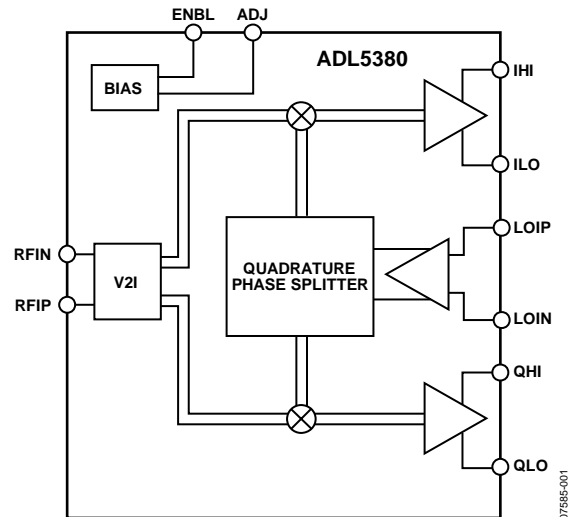 ENBL ADJ
ADL5380
IHI
BIAS
ILO
LOIP
RFIN
V2I
QUADRATURE
PHASE SPLITTER
RFIP
LOIN
QHI
QLO
07585-001